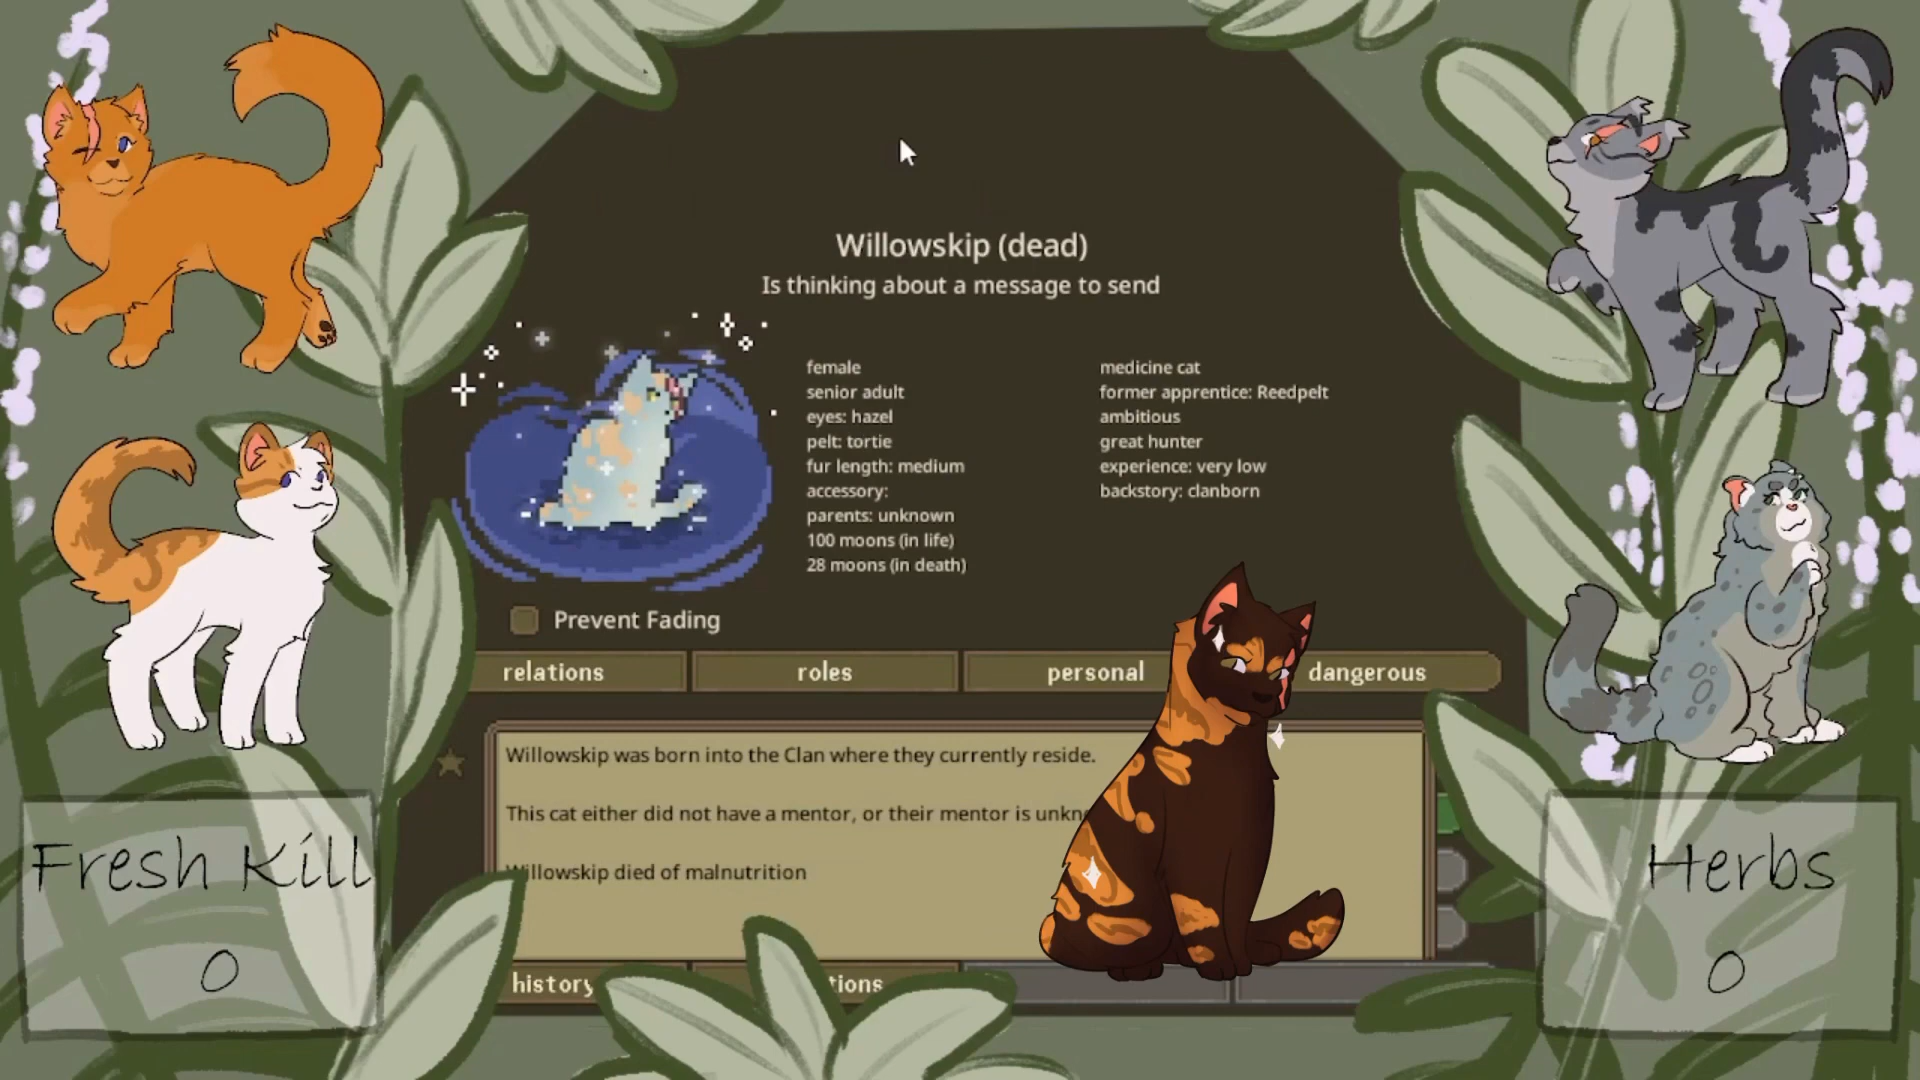 Willowskip (dead)
Is thinking about a message to send
female
senior adult
eyes: hazel
pelt: tortie
fur length: medium
accessory:
parents: unknown
100 moons (in life)
28 moons (in death)
medicine cat
former apprentice: Reedpelt
ambitious
great hunter
experience: very low
backstory: clanborn
Prevent Fading
relations
roles
personal
dangerous
Willowskip was born into the Clan where they currently reside.
This cat either did not have a mentor, or their mentor is
Willowskip died of malnutrition
history
Fresh Kill
0
Herbs
0